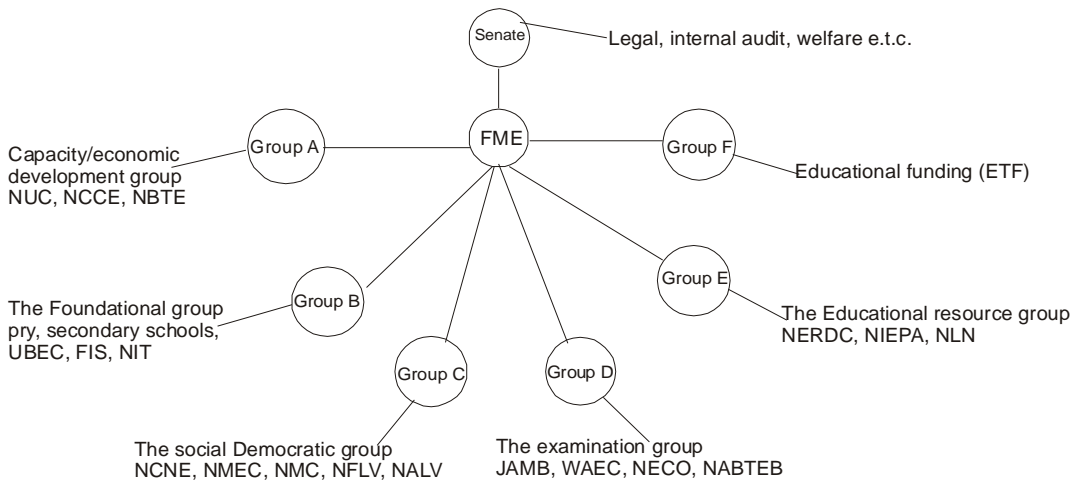 Senate
Legal, internal audit, welfare e.t.c.
FME
Group A
Capacity/economic
development group
NUC, NCCE, NBTE
Group F
Educational funding (ETF)
Group B
The Foundational group
pry, secondary schools,
UBEC, FIS, NIT
Group E
The Educational resource group
NERDC, NIEPA, NLN
Group C
The social Democratic group
NCNE, NMEC, NMC, NFLV, NALV
Group D
The examination group
JAMB, WAEC, NECO, NABTEB